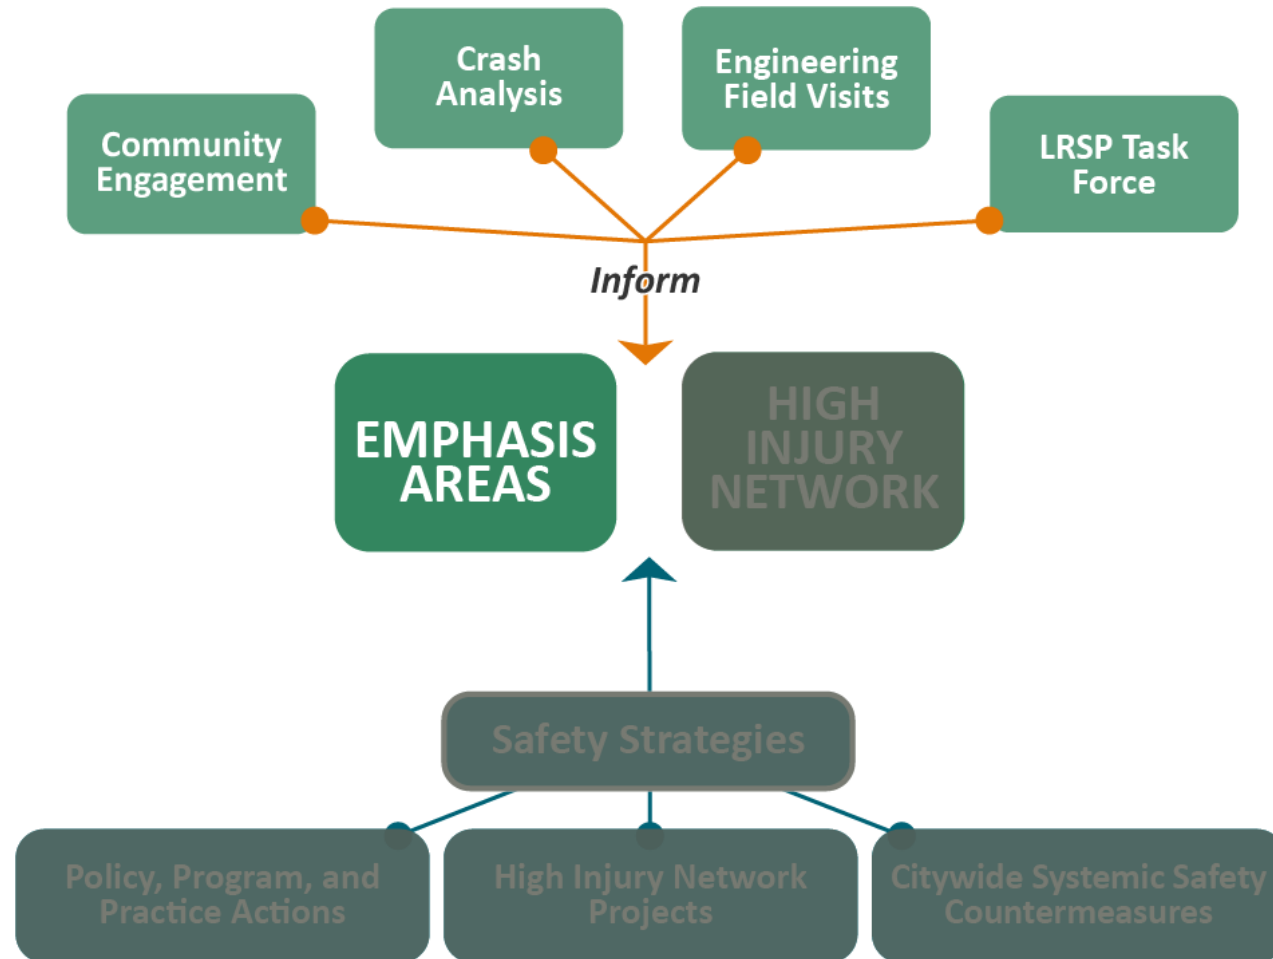 Crash
Analysis
Engineering
Field Visits
Community
Engagement
LRSP Task
Force
Inform
EMPHASIS
AREAS
HIGH
INJURY
NETWORK
Safety Strategies
Policy, Program, and
Practice Actions
High Injury Network
Projects
Citywide Systemic Safety
Countermeasures